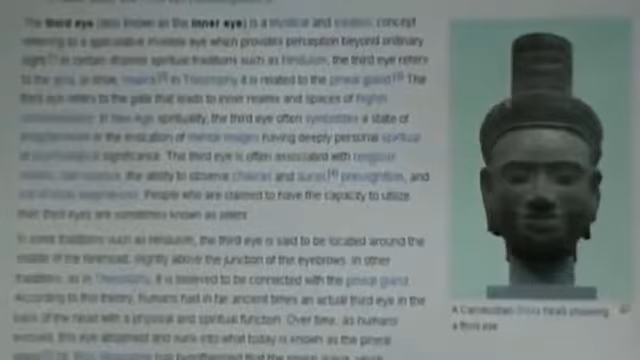 The third eye (also known as the inner eye) is a mystical and esoteric concept
referring to a speculative invisible eye which provides perception beyond ordinary
sight. In certain dharmic spiritual traditions such as Hinduism, the third eye refers
to the ajna, or brow, chakra. In Theosophy it is related to the pineal gland. The
third eye refers to the gate that leads to inner realms and spaces of higher
consciousness. In New Age spirituality, the third eye often symbolizes a state of
enlightenment or the evocation of mental images having deeply personal spiritual
or psychological significance. The third eye is often associated with religious
visions, clairvoyance, the ability to observe chakras and auras, precognition, and
out-of-body experiences. People who are claimed to have the capacity to utilize
their third eyes are sometimes known as seers.
In some traditions such as Hinduism, the third eye is said to be located around the
middle of the forehead, slightly above the junction of the eyebrows. In other
traditions, as in Theosophy, it is believed to be connected with the pineal gland.
According to this theory, humans had in far ancient times an actual third eye in the
back of the head with a physical and spiritual function. Over time, as humans
evolved, this eye atrophied and sunk into what today is known as the pineal
A Cambodian Shiva head showing
a third eye